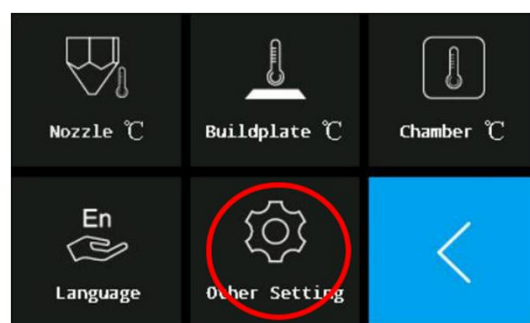 Nozzle ℃
Buildplate ℃
Chamber ℃
En
Language
Other Setting